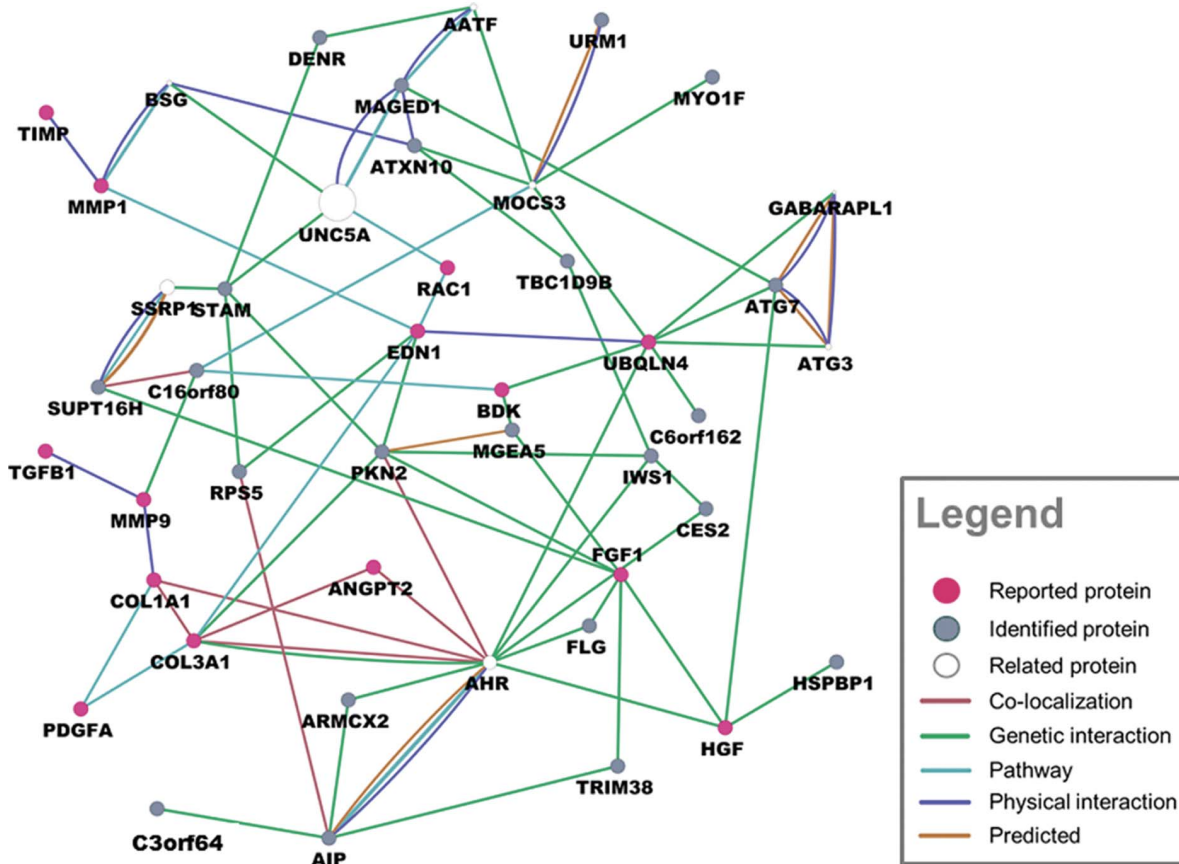 AATF
URM1
DENR
MYO1F
BSG
MAGED1
TIMP
ATXN10
MMP1
MOCS3
GABARAPL1
UNC5A
TBC1D9B
RAC1
SSRP1
STAM
ATG7
EDN1
UBQLN4
ATG3
C16orf80
SUPT16H
BDK
C6orf162
MGEA5
TGFB1
PKN2
IWS1
RPS5
MMP9
CES2
FGF1
ANGPT2
COL1A1
FLG
COL3A1
AHR
HSPBP1
ARMCX2
PDGFA
HGF
TRIM38
C3orf64
AIP
Legend
Reported protein
Identified protein
Related protein
Co-localization
Genetic interaction
Pathway
Physical interaction
Predicted